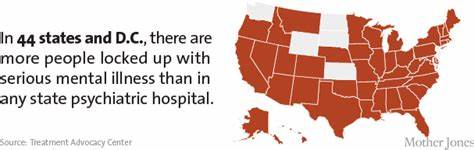 In 44 states and D.C., there are
more people locked up with
serious mental illness than in
any state psychiatric hospital.
Source: Treatment Advocacy Center
Mother Jones